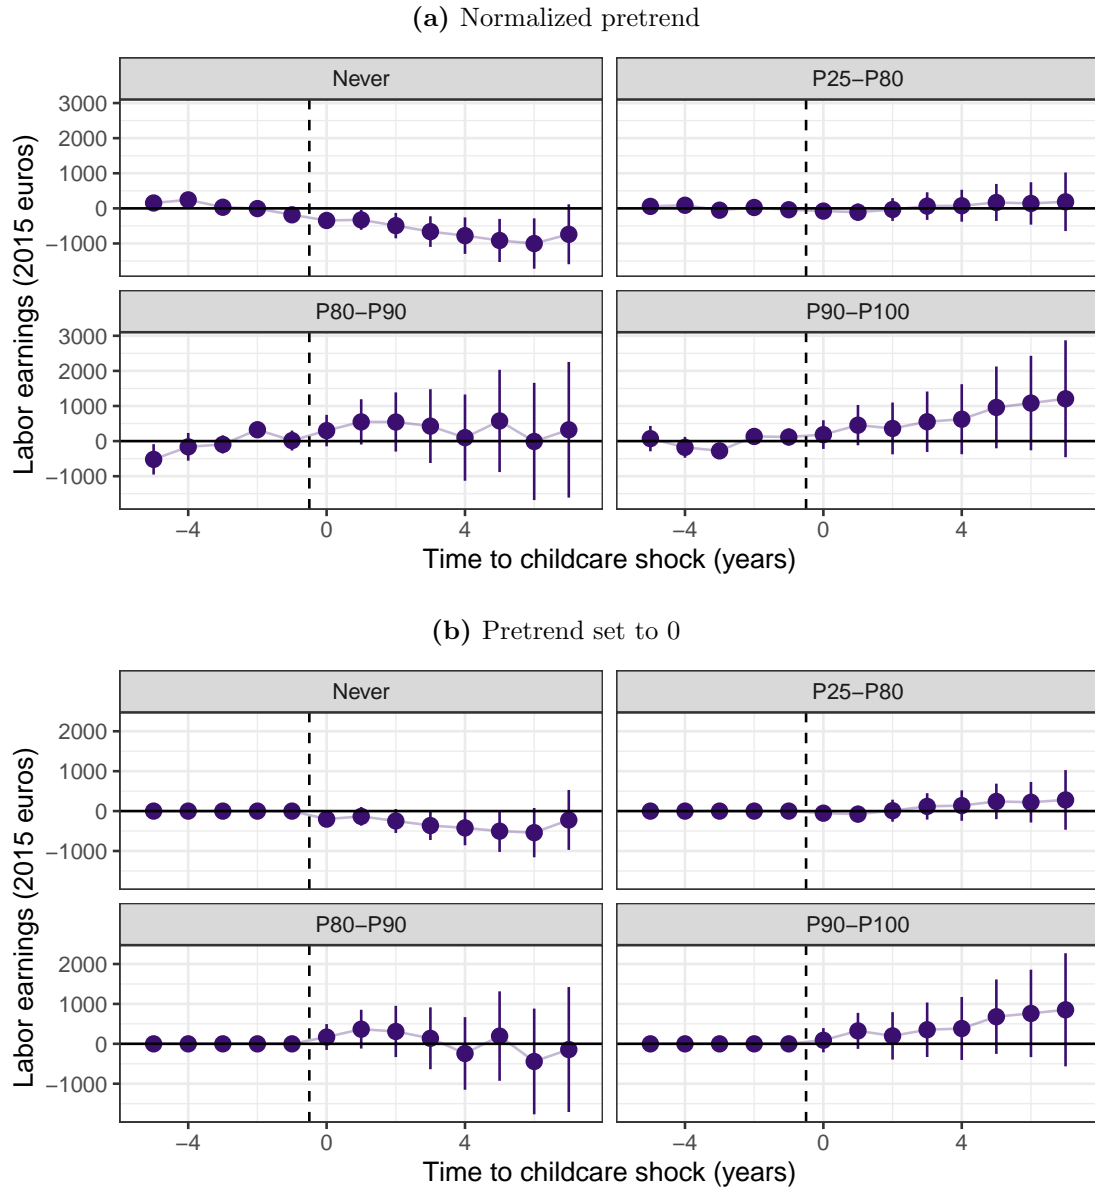 (a) Normalized pretrend
Never
P25−P80
3000
2000
1000
0
−1000
P80−P90
P90−P100
3000
2000
1000
0
−1000
−4 0 4
−4 0 4
Labor earnings (2015 euros)
Time to childcare shock (years)
(b) Pretrend set to 0
Never
P25−P80
2000
1000
0
−1000
P80−P90
P90−P100
2000
1000
0
−1000
−4 0 4
−4 0 4
Labor earnings (2015 euros)
Time to childcare shock (years)